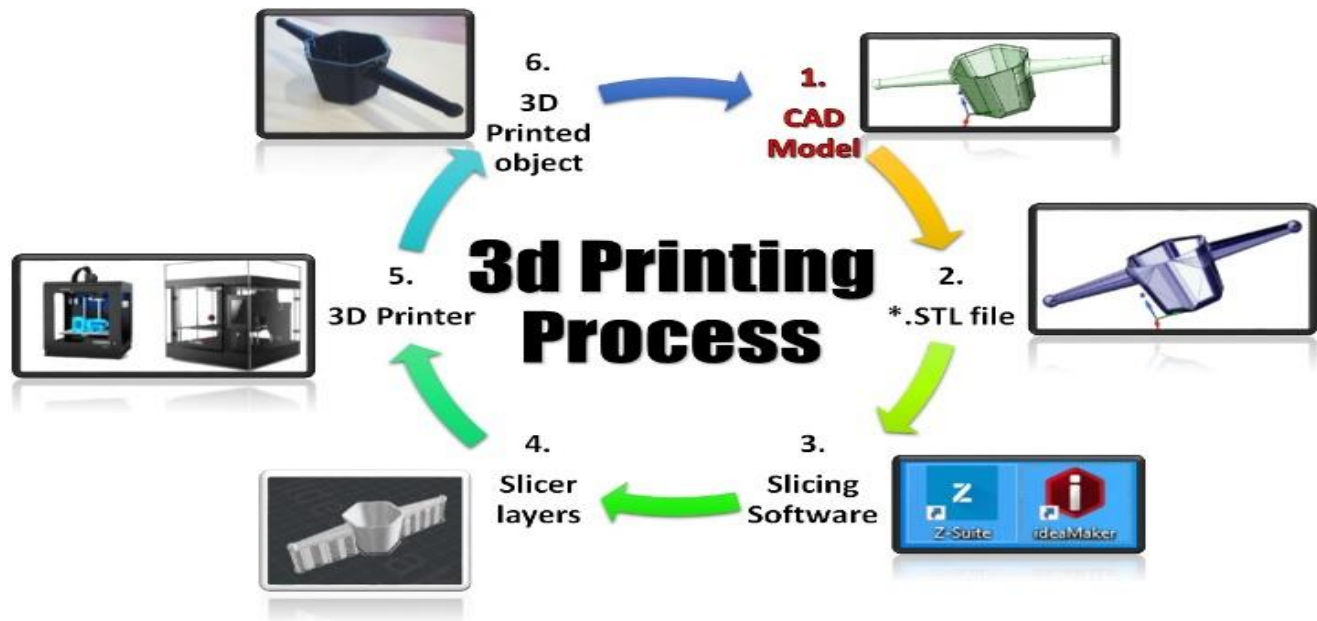 3d Printing
Process
1.
CAD
Model
2.
*.STL file
3.
Slicing
Software
Z-Suite
ideaMaker
4.
Slicer
layers
5.
3D Printer
6.
3D
Printed
object